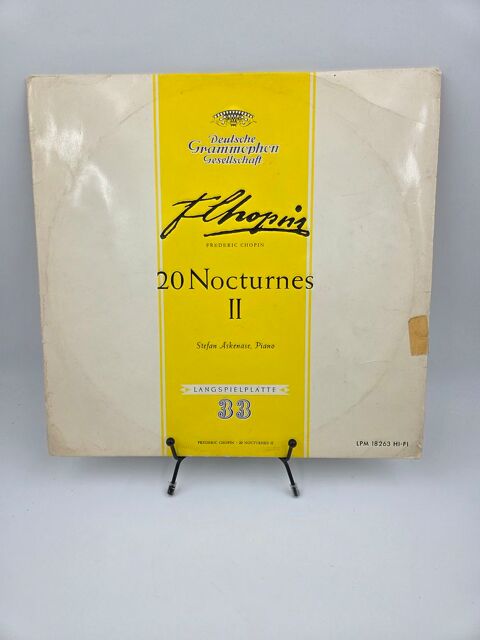 Deutsche
Grammophon
Gesellschaft
F Chopin
FREDERIC CHOPIN
20 Nocturnes
II
Stefan Askenase, Piano
LANGSPIELPLATTE
33
FREDERIC CHOPIN · 20 NOCTURNES II
LPM 18263 HI-FI